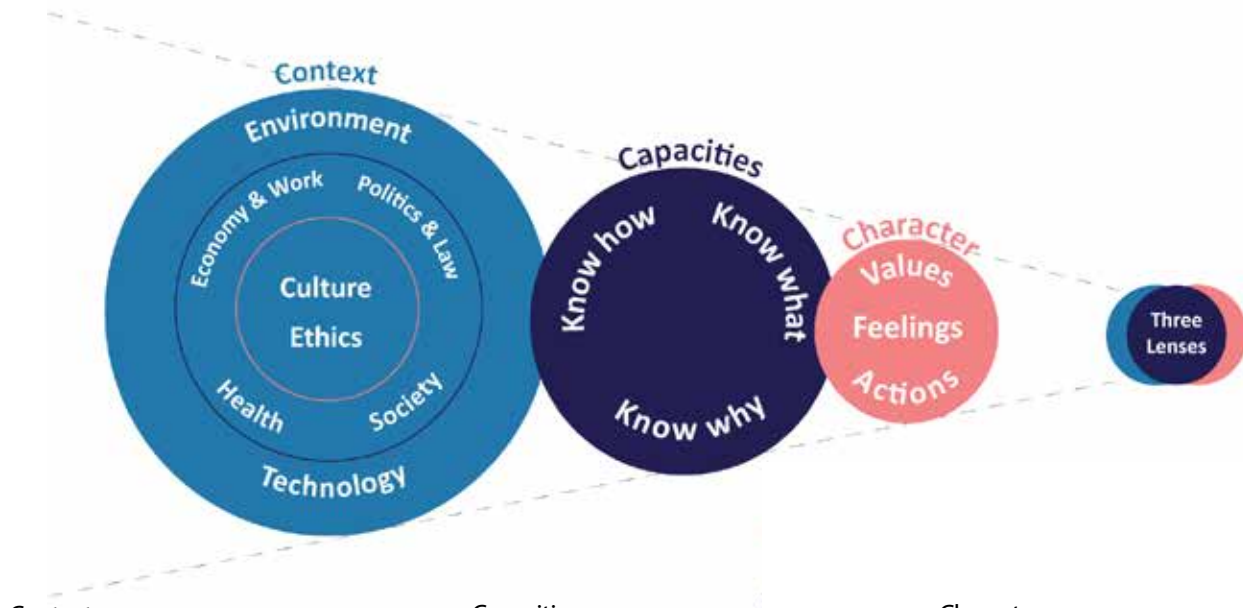 Context
Environment
Economy & Work
Politics & Law
Culture
Ethics
Health
Society
Technology
Capacities
Know how
Know what
Know why
Character
Values
Feelings
Actions
Three
Lenses